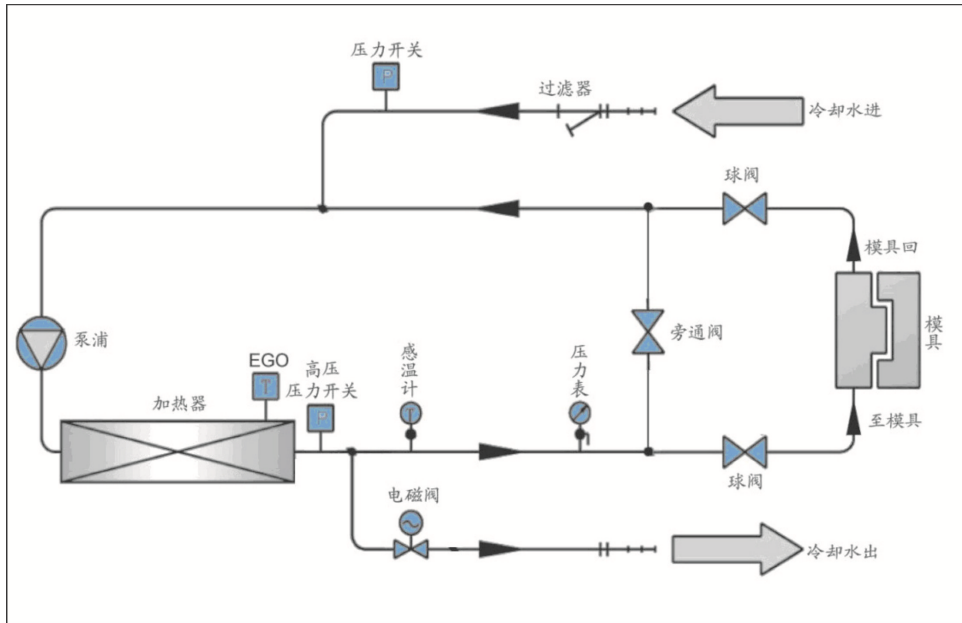 压力开关
P
过滤器
冷却水进
球阀
模具回
泵浦
旁通阀
模具
EGO
T
高压
压力开关
P
感温计
T
压力表
加热器
至模具
球阀
电磁阀
冷却水出